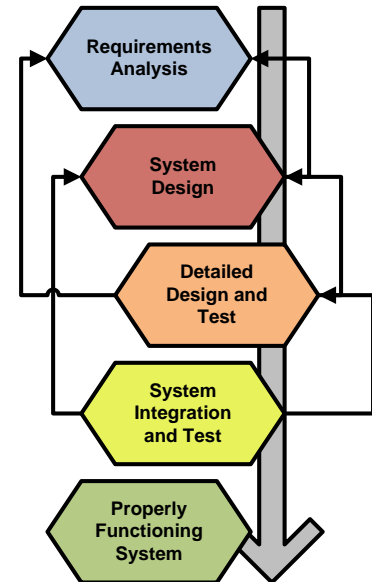 Requirements
Analysis
System
Design
Detailed
Design and
Test
System
Integration
and Test
Properly
Functioning
System